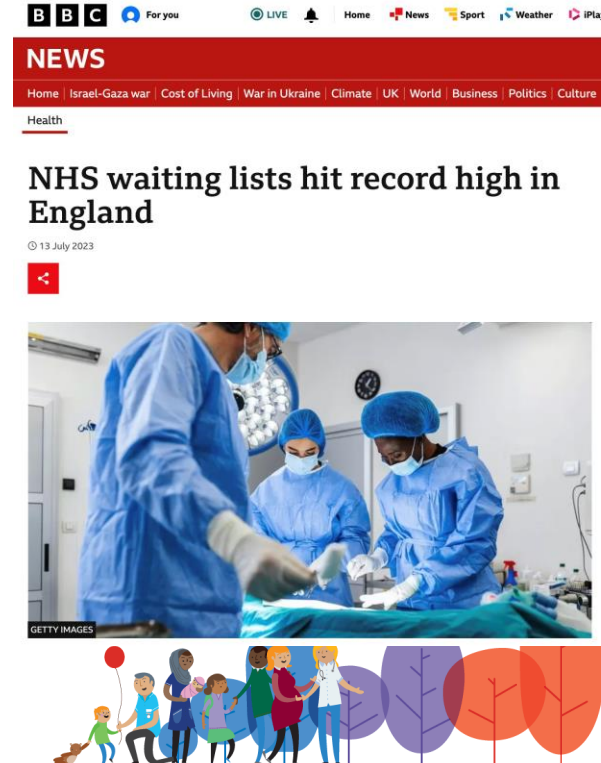 BBC For you LIVE Home News Sport Weather iPla
NEWS
Home Israel-Gaza war Cost of Living War in Ukraine Climate UK World Business Politics Culture
Health
NHS waiting lists hit record high in
England
13 July 2023
GETTY IMAGES